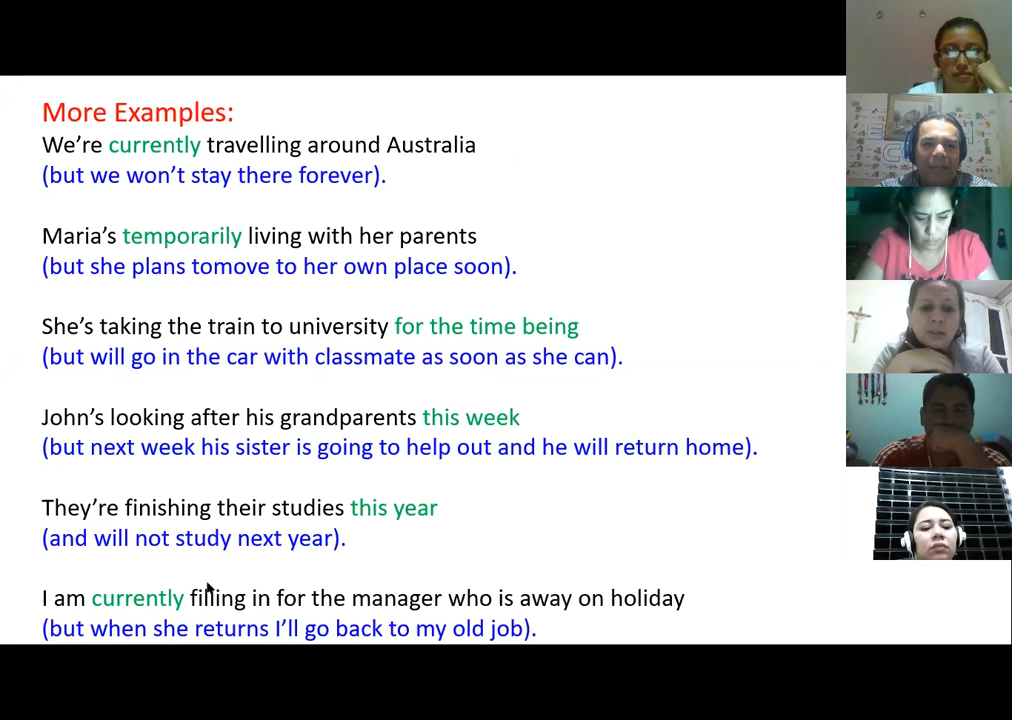 More Examples:
We're currently travelling around Australia
(but we won't stay there forever).
Maria's temporarily living with her parents
(but she plans tomove to her own place soon).
She's taking the train to university for the time being
(but will go in the car with classmate as soon as she can).
John's looking after his grandparents this week
(but next week his sister is going to help out and he will return home).
They're finishing their studies this year
(and will not study next year).
I am currently filling in for the manager who is away on holiday
(but when she returns I'll go back to my old job).